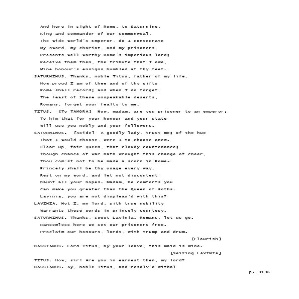 And here in sight of Rome, to Saturnine,
King and commander of our commonweal,
The wide world's emperor, do I consecrate
My sword, my chariot, and my prisoners,
Presents well worthy Rome's imperious lord;
Receive them then, the tribute that I owe,
Mine honour's ensigns humbled at thy feet.
SATURNINUS. Thanks, noble Titus, father of my life.
How proud I am of thee and of thy gifts
Rome shall record; and when I do forget
The least of these unspeakable deserts,
Romans, forget your fealty to me.
TITUS. [To TAMORA] Now, madam, are you prisoner to an emperor;
To him that for your honour and your state
Will use you nobly and your followers.
SATURNINUS. [Aside] A goodly lady, trust me; of the hue
That I would choose, were I to choose anew.-
Clear up, fair queen, that cloudy countenance;
Though chance of war hath wrought this change of cheer,
Thou com'st not to be made a scorn in Rome-
Princely shall be thy usage every way.
Rest on my word, and let not discontent
Daunt all your hopes. Madam, he comforts you
Can make you greater than the Queen of Goths.
Lavinia, you are not displeas'd with this?
LAVINIA. Not I, my lord, sith true nobility
Warrants these words in princely courtesy.
SATURNINUS. Thanks, sweet Lavinia. Romans, let us go.
Ransomless here we set our prisoners free.
Proclaim our honours, lords, with trump and drum.
[Flourish]
BASSIANUS. Lord Titus, by your leave, this maid is mine.
[Seizing LAVINIA]
TITUS. How, sir! Are you in earnest then, my lord?
BASSIANUS. Ay, noble Titus, and resolv'd withal